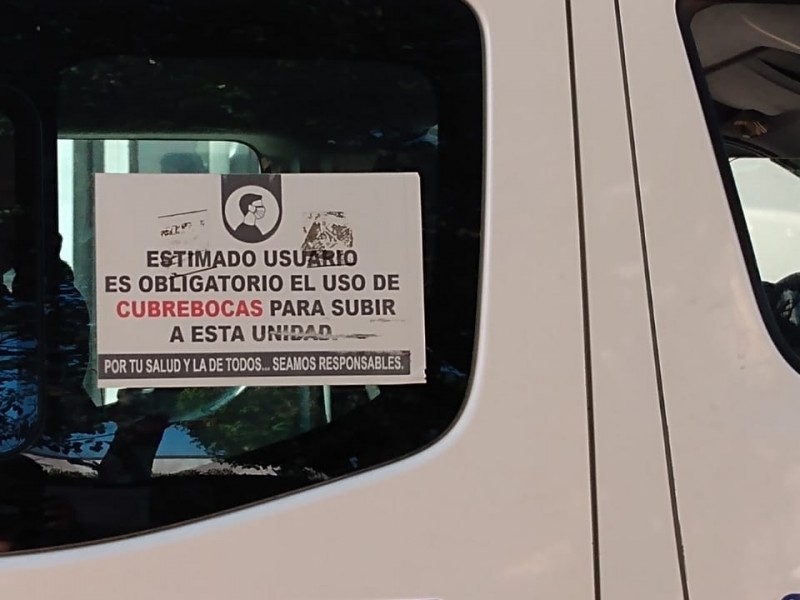 ESTIMADO USUARIO
ES OBLIGATORIO EL USO DE
CUBREBOCAS PARA SUBIR
A ESTA UNIDAD.
POR TU SALUD Y LA DE TODOS... SEAMOS RESPONSABLES.